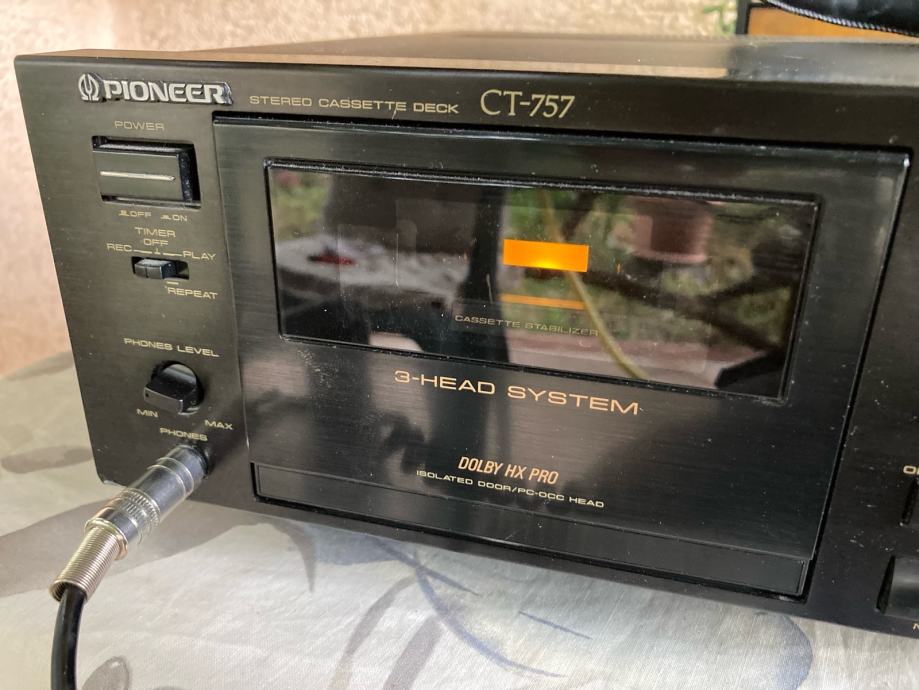 PIONEER
STEREO CASSETTE DECK CT-757
POWER
OFF ON
TIMER
OFF
REC PLAY
REPEAT
PHONES LEVEL
MIN MAX
PHONES
CASSETTE STABILIZER
3-HEAD SYSTEM
DOLBY HX PRO
ISOLATED DOOR/PC-OCC HEAD